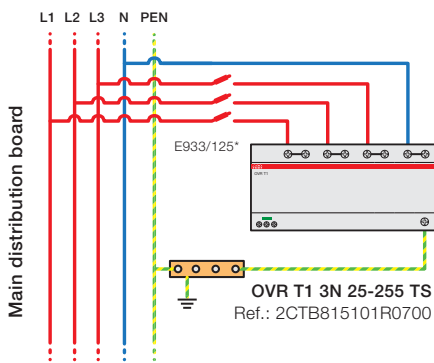 L1 L2 L3 N PEN
Main distribution board
E933/125*
ABB
OVR T1
OVR T1 3N 25-255 TS
Ref.: 2CTB815101R0700